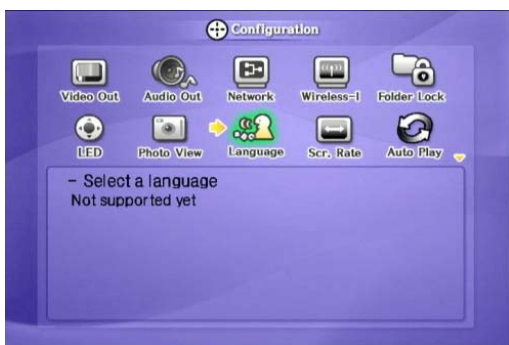 Configuration
Video Out Audio Out Network Wireless-I Folder Lock
LED Photo View Language Scr. Rate Auto Play
- Select a language
Not supported yet